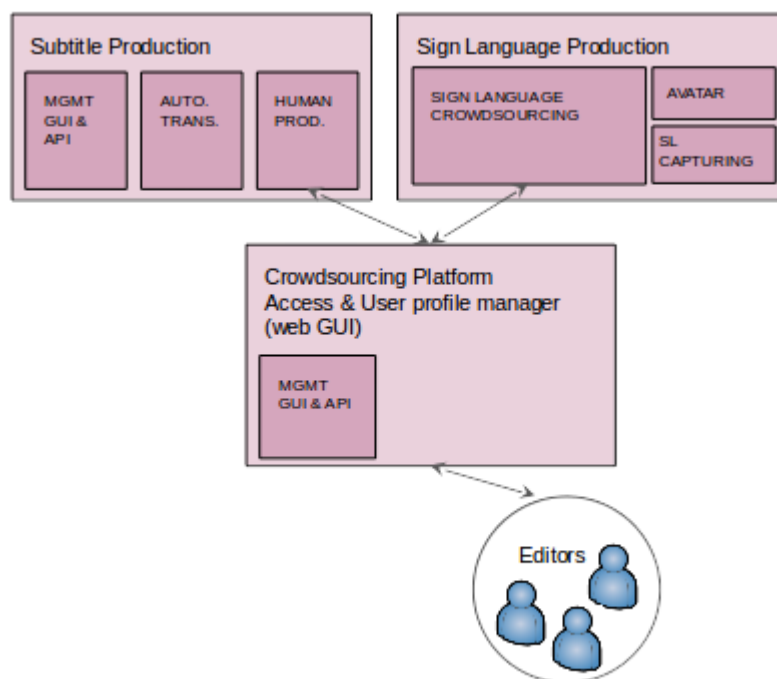 Subtitle Production
MGMT
GUI &
API
AUTO.
TRANS.
HUMAN
PROD.
Sign Language Production
SIGN LANGUAGE
CROWDSOURCING
AVATAR
SL
CAPTURING
Crowdsourcing Platform
Access & User profile manager
(web GUI)
MGMT
GUI & API
Editors